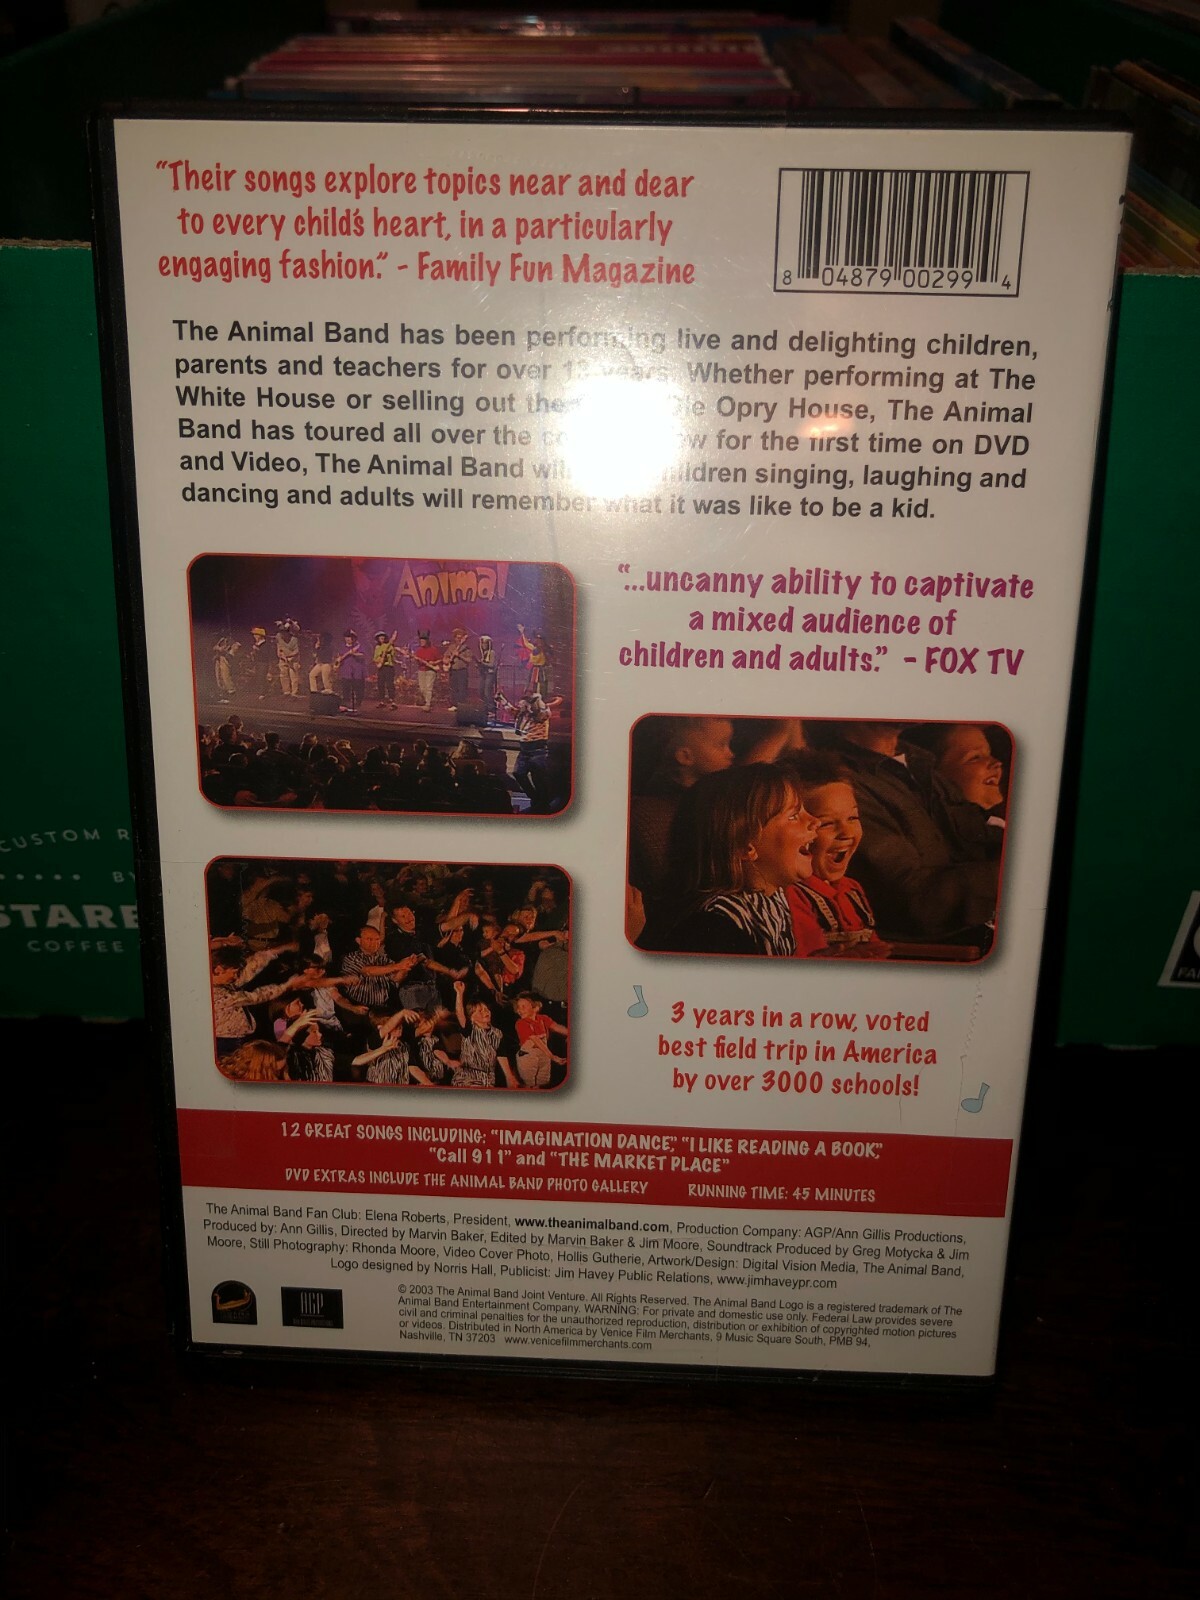 “Their songs explore topics near and dear
to every child's heart, in a particularly
engaging fashion.” - Family Fun Magazine
8 04879 00299 4
The Animal Band has been performing live and delighting children,
parents and teachers for over years. Whether performing at The
White House or selling out the Opry House, The Animal
Band has toured all over the for the first time on DVD
and Video, The Animal Band children singing, laughing and
dancing and adults will remember what it was like to be a kid.
Animal
“...uncanny ability to captivate
a mixed audience of
children and adults.” - FOX TV
3 years in a row, voted
best field trip in America
by over 3000 schools!
12 GREAT SONGS INCLUDING: “IMAGINATION DANCE,” “I LIKE READING A BOOK,”
“Call 911” and “THE MARKET PLACE”
DVD EXTRAS INCLUDE THE ANIMAL BAND PHOTO GALLERY RUNNING TIME: 45 MINUTES
The Animal Band Fan Club: Elena Roberts, President, www.theanimalband.com, Production Company: AGP/Ann Gillis Productions,
Produced by: Ann Gillis, Directed by Marvin Baker, Edited by Marvin Baker & Jim Moore, Soundtrack Produced by Greg Motycka & Jim
Moore, Still Photography: Rhonda Moore, Video Cover Photo, Hollis Gutherie, Artwork/Design: Digital Vision Media, The Animal Band,
Logo designed by Norris Hall, Publicist: Jim Havey Public Relations, www.jimhaveypr.com
AGP
© 2003 The Animal Band Joint Venture. All Rights Reserved. The Animal Band Logo is a registered trademark of The
Animal Band Entertainment Company. WARNING: For private and domestic use only. Federal Law provides severe
civil and criminal penalties for the unauthorized reproduction, distribution or exhibition of copyrighted motion pictures
or videos. Distributed in North America by Venice Film Merchants, 9 Music Square South, PMB 94,
Nashville, TN 37203 www.venicefilmmerchants.com
CUSTOM R
BY
STARB
COFFEE